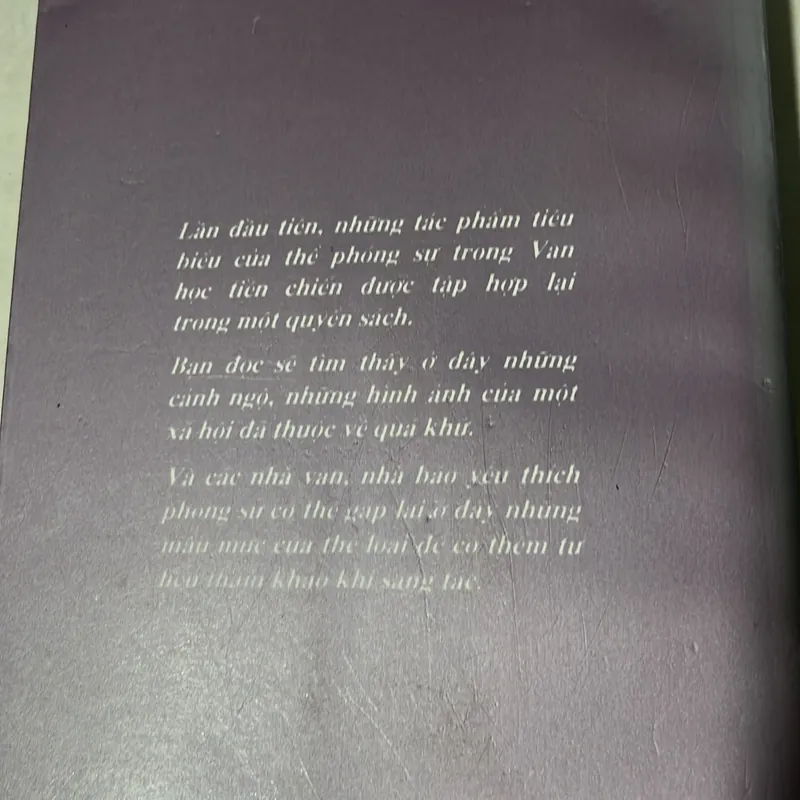 Lần đầu tiên, những tác phẩm tiêu
biểu của thể phóng sự trong Văn
học tiền chiến được tập hợp lại
trong một quyển sách.
Bạn đọc sẽ tìm thấy ở đây những
cảnh ngộ, những hình ảnh của một
xã hội đã thuộc về quá khứ.
Và các nhà văn, nhà báo yêu thích
phóng sự có thể gặp lại ở đây những
mẫu mực của thể loại để có thêm tư
liệu tham khảo khi sáng tác.